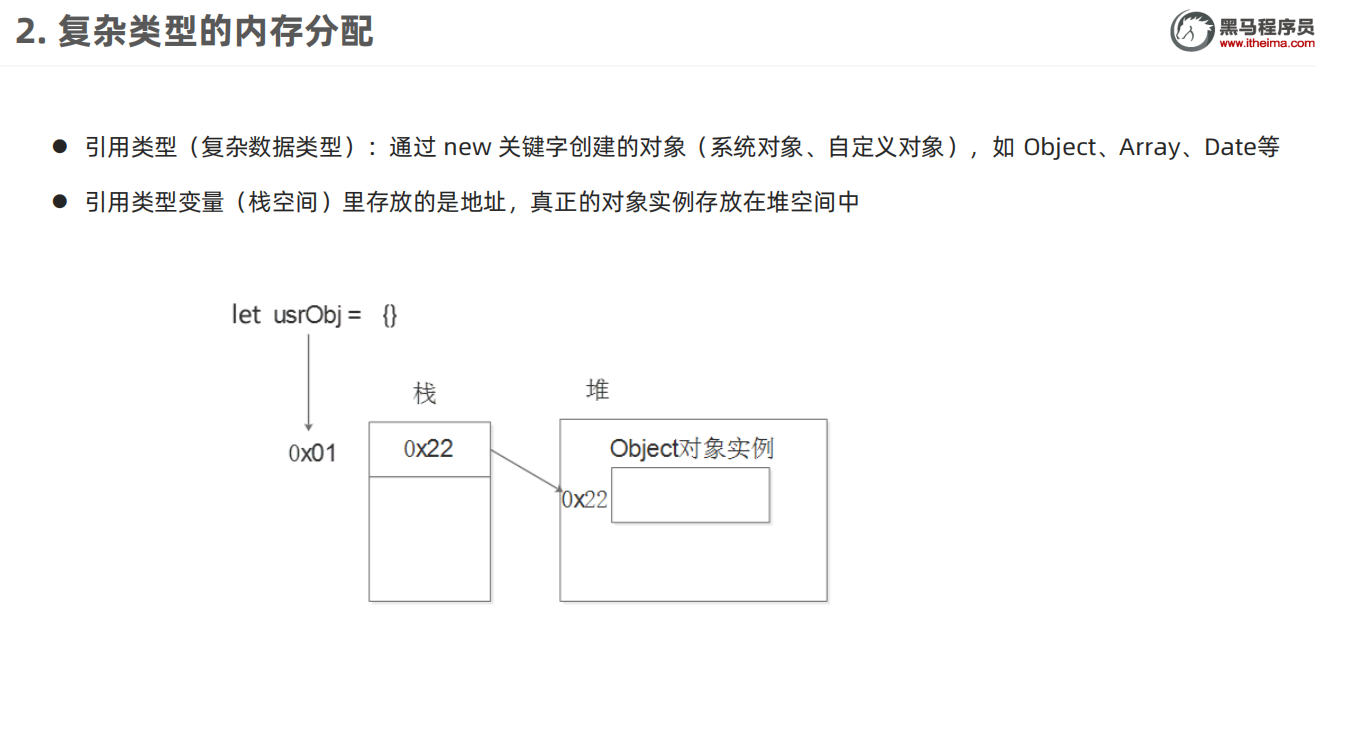 2. 复杂类型的内存分配
黑马程序员
www.itheima.com
● 引用类型（复杂数据类型）：通过 new 关键字创建的对象（系统对象、自定义对象），如 Object、Array、Date等
● 引用类型变量（栈空间）里存放的是地址，真正的对象实例存放在堆空间中
let usrObj = {}
栈
堆
0x01
0x22
Object对象实例
0x22